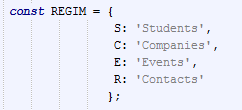 const REGIM = {
S: 'Students',
C: 'Companies',
E: 'Events',
R: 'Contacts'
};